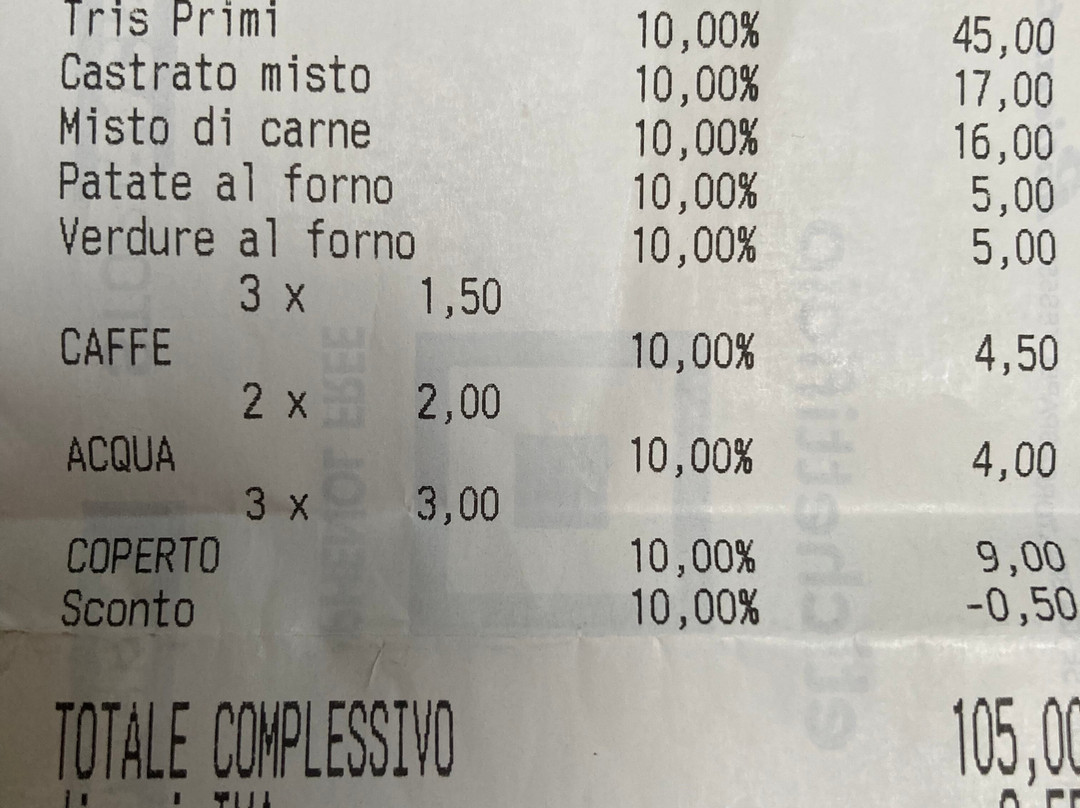 Tris Primi 10,00% 45,00
Castrato misto 10,00% 17,00
Misto di carne 10,00% 16,00
Patate al forno 10,00% 5,00
Verdure al forno 10,00% 5,00
3 x 1,50
CAFFE 10,00% 4,50
2 x 2,00
ACQUA 10,00% 4,00
3 x 3,00
COPERTO 10,00% 9,00
Sconto 10,00% -0,50
TOTALE COMPLESSIVO 105,00